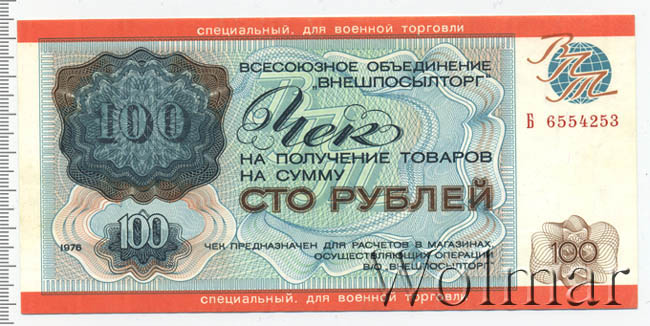 специальный. для военной торговли
ВПТ
ВСЕСОЮЗНОЕ ОБЪЕДИНЕНИЕ
"ВНЕШПОСЫЛТОРГ"
Чек
Б 6554253
100
НА ПОЛУЧЕНИЕ ТОВАРОВ
НА СУММУ
СТО РУБЛЕЙ
100
1976
ЧЕК ПРЕДНАЗНАЧЕН ДЛЯ РАСЧЕТОВ В МАГАЗИНАХ,
ОСУЩЕСТВЛЯЮЩИХ ОПЕРАЦИИ
В/О „ВНЕШПОСЫЛТОРГ"
100
специальный. для военной торговли
Wolmar